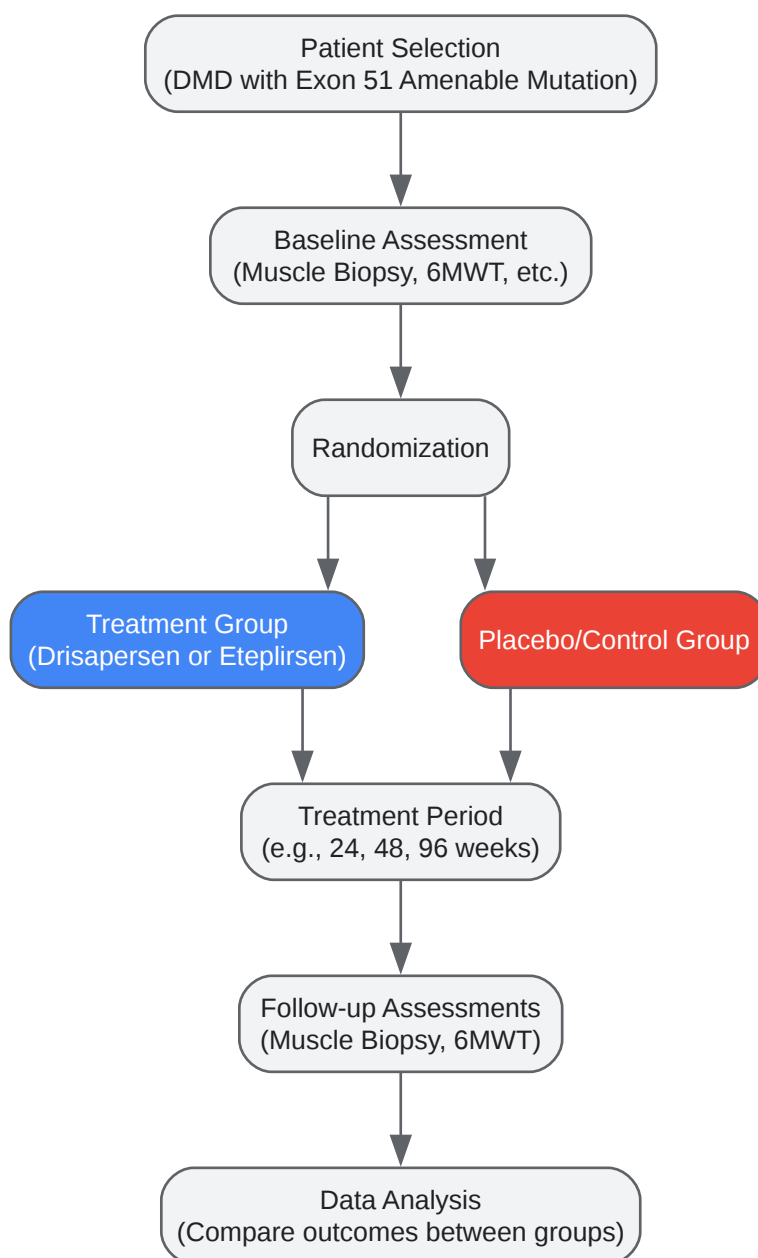 Patient Selection
(DMD with Exon 51 Amenable Mutation)
Baseline Assessment
(Muscle Biopsy, 6MWT, etc.)
Randomization
Treatment Group
(Drisapersen or Eteplirsen)
Placebo/Control Group
Treatment Period
(e.g., 24, 48, 96 weeks)
Follow-up Assessments
(Muscle Biopsy, 6MWT)
Data Analysis
(Compare outcomes between groups)